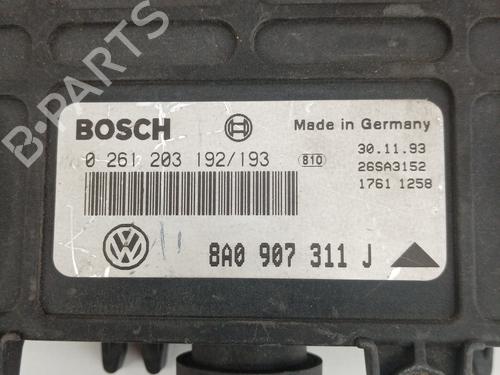 B-PARTS
BOSCH
Made in Germany
0 261 203 192/193
810
30.11.93
26SA3152
1761 1258
VW
8A0 907 311 J